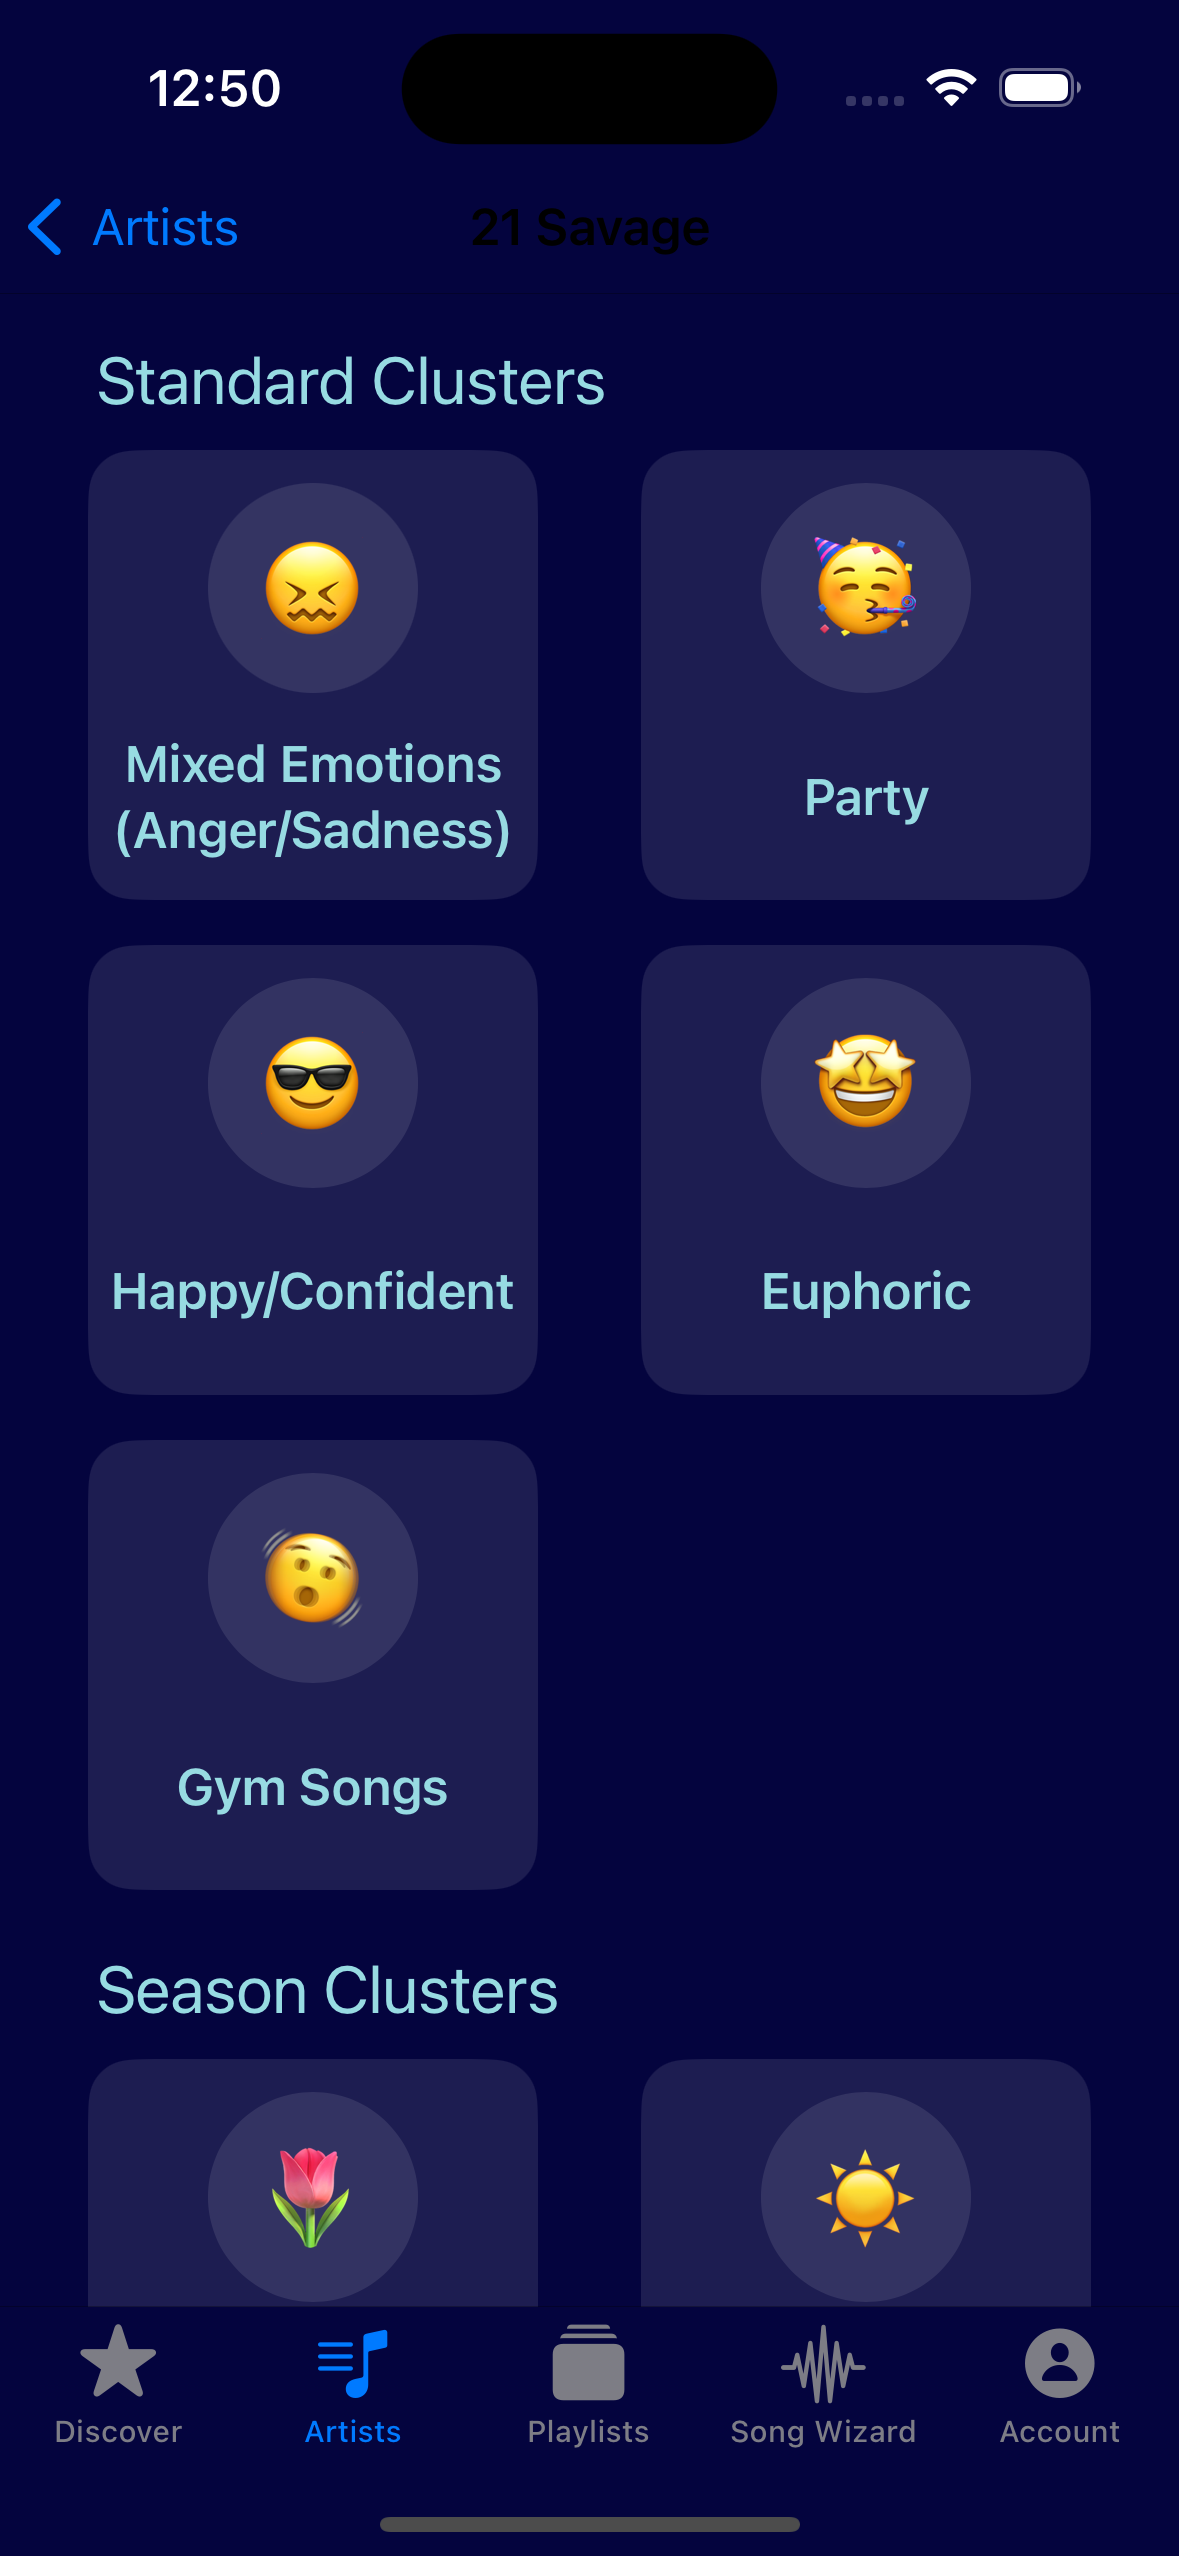 12:50
Artists
21 Savage
Standard Clusters
Mixed Emotions
(Anger/Sadness)
Party
Happy/Confident
Euphoric
Gym Songs
Season Clusters
Discover
Artists
Playlists
Song Wizard
Account